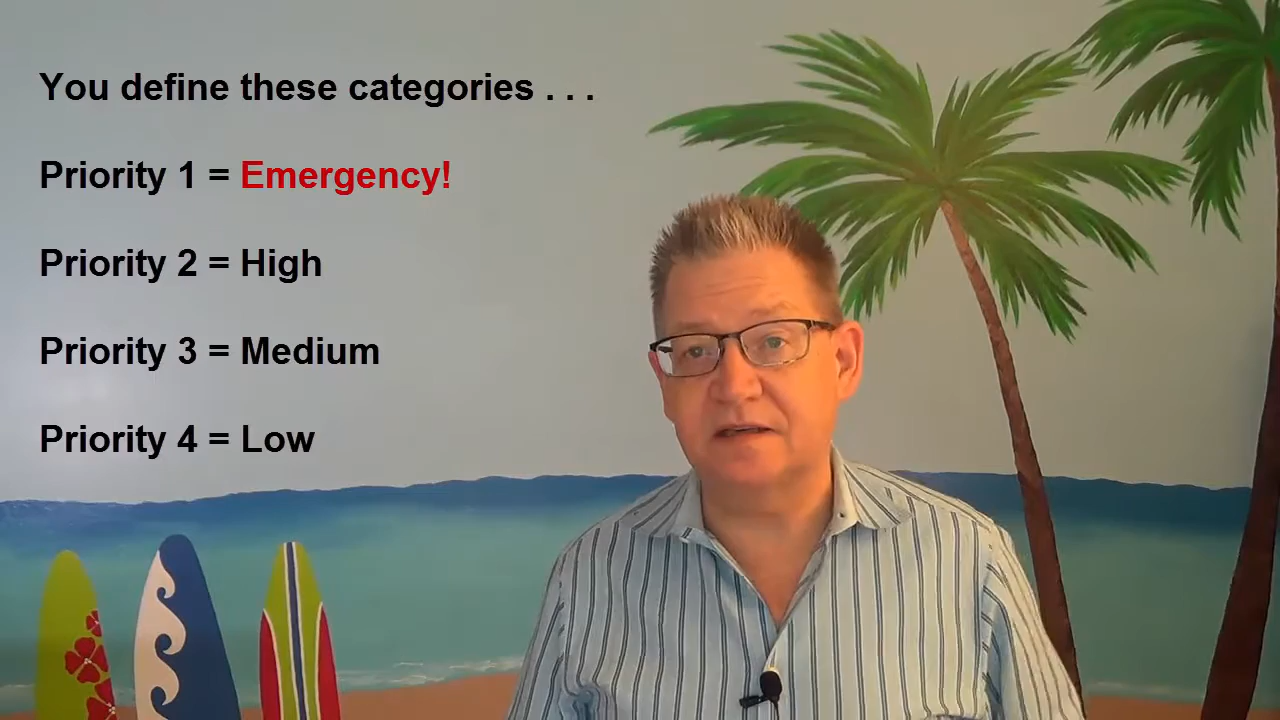 You define these categories . . .
Priority 1 = Emergency!
Priority 2 = High
Priority 3 = Medium
Priority 4 = Low